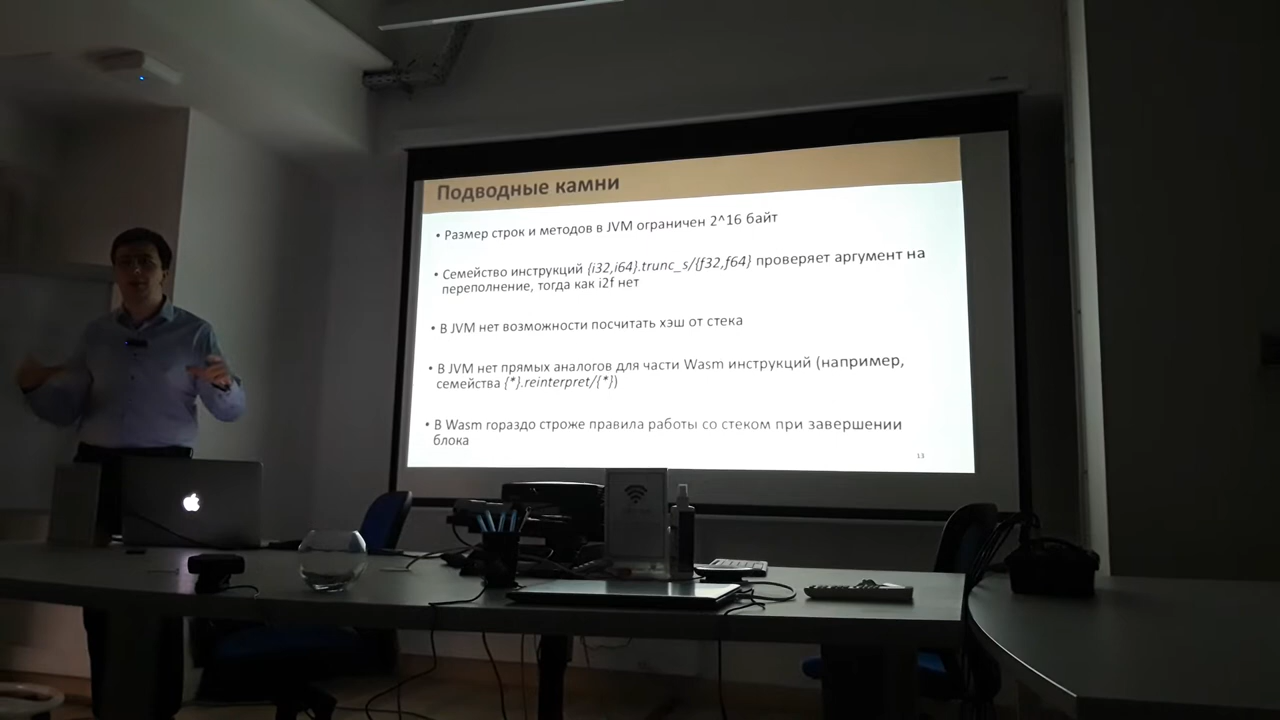 Подводные камни
• Размер строк и методов в JVM ограничен 2^16 байт
• Семейство инструкций {i32,i64}.trunc_s/{f32,f64} проверяет аргумент на
переполнение, тогда как i2f нет
• В JVM нет возможности посчитать хэш от стека
• В JVM нет прямых аналогов для части Wasm инструкций (например,
семейства {*}.reinterpret/{*})
• В Wasm гораздо строже правила работы со стеком при завершении
блока
13